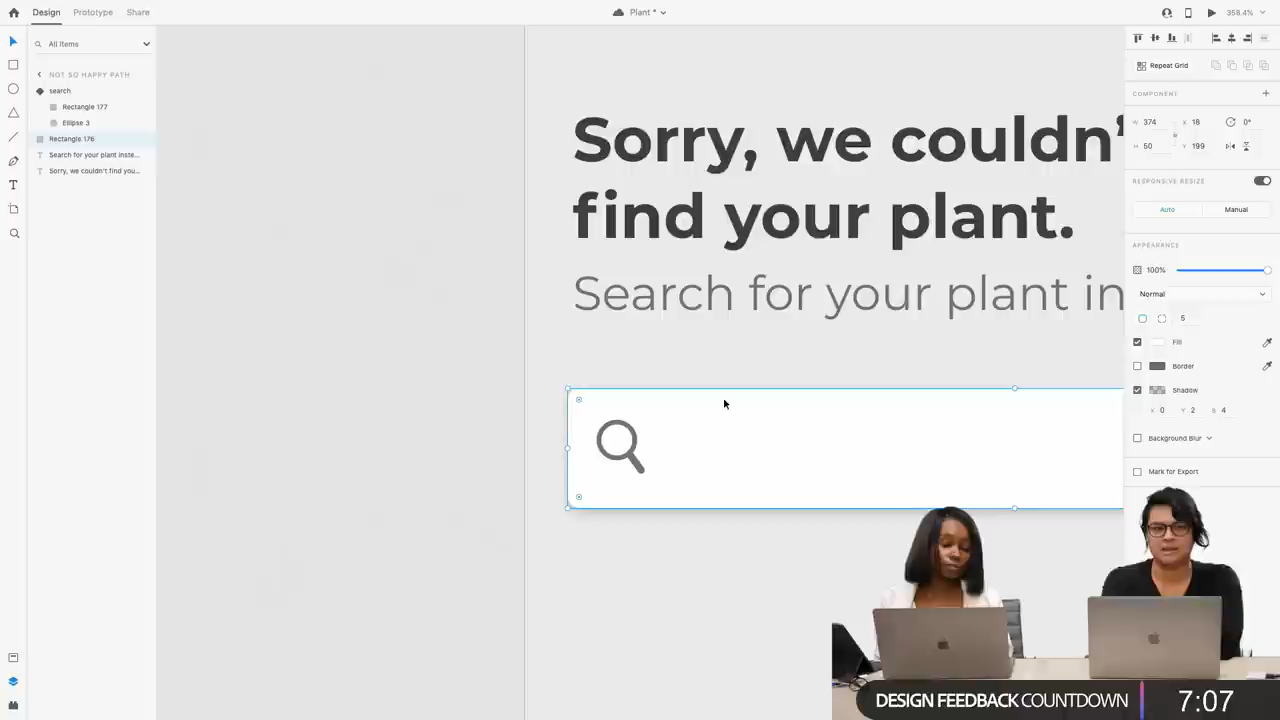 Design Prototype Share
Plant *
358.4%
All Items
NOT SO HAPPY PATH
search
Rectangle 177
Ellipse 3
Rectangle 176
Search for your plant inste...
Sorry, we couldn't find you...
Sorry, we couldn'
find your plant.
Search for your plant in
Repeat Grid
COMPONENT
W 374 X 18 0°
H 50 Y 199
RESPONSIVE RESIZE
Auto Manual
APPEARANCE
100%
Normal
5
Fill
Border
Shadow
X 0 Y 2 B 4
Background Blur
Mark for Export
DESIGN FEEDBACK COUNTDOWN 7:07